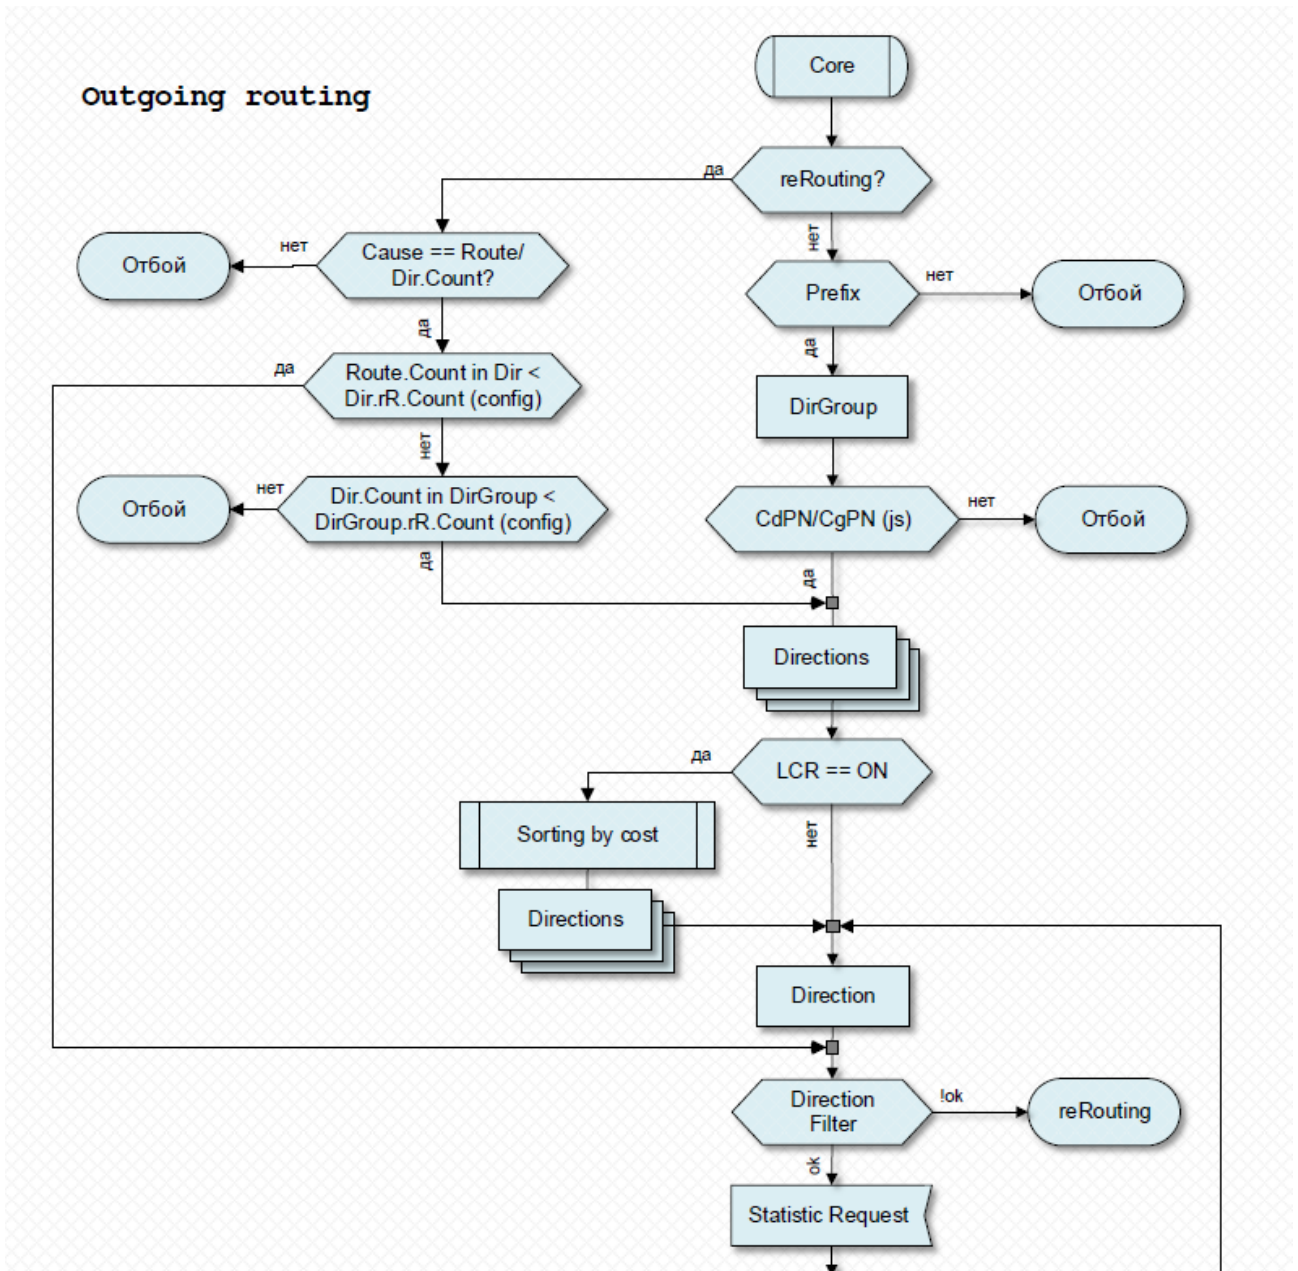 Outgoing routing
Core
да
reRouting?
нет
нет
Cause == Route/
Dir.Count?
Отбой
Prefix
нет
Отбой
да
да
да
Route.Count in Dir <
Dir.rR.Count (config)
DirGroup
нет
нет
Dir.Count in DirGroup <
DirGroup.rR.Count (config)
Отбой
CdPN/CgPN (js)
нет
Отбой
да
да
Directions
да
LCR == ON
Sorting by cost
нет
Directions
Direction
Direction
Filter
!ok
reRouting
ok
Statistic Request